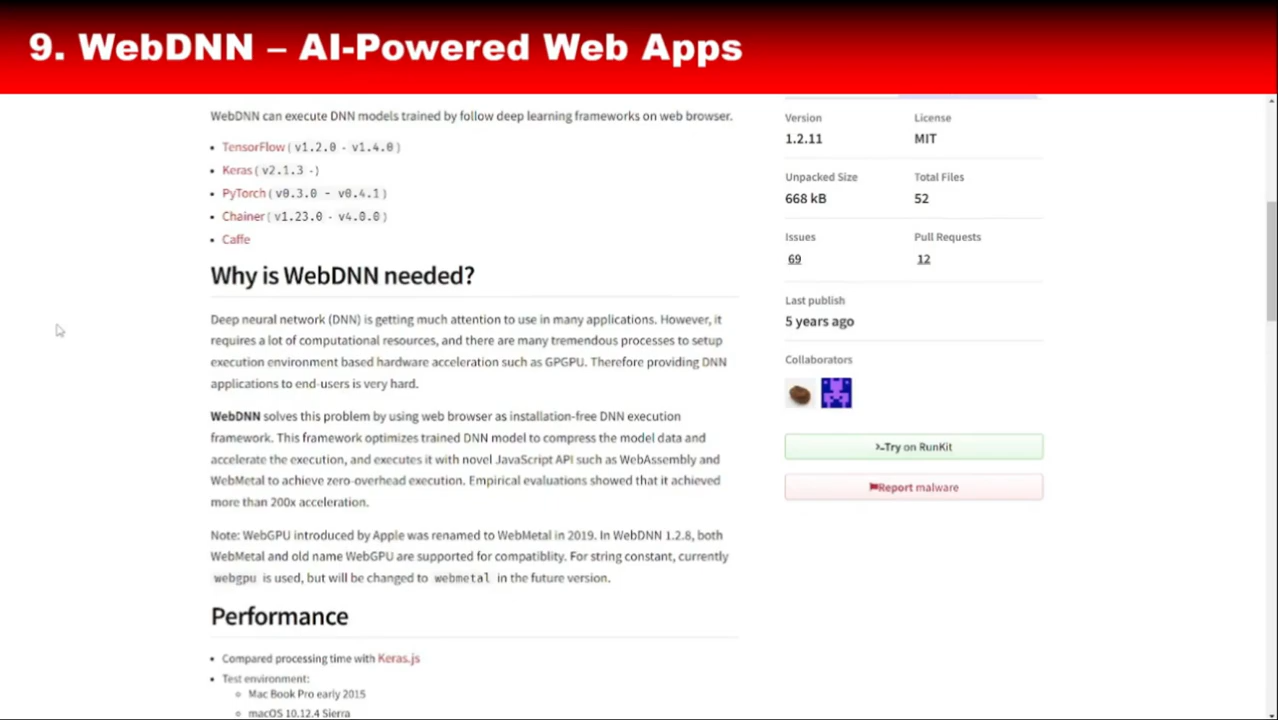 9. WebDNN – AI-Powered Web Apps
WebDNN can execute DNN models trained by follow deep learning frameworks on web browser.
• TensorFlow ( v1.2.0 - v1.4.0 )
• Keras ( v2.1.3 - )
• PyTorch ( v0.3.0 - v0.4.1 )
• Chainer ( v1.23.0 - v4.0.0 )
• Caffe
Why is WebDNN needed?
Deep neural network (DNN) is getting much attention to use in many applications. However, it
requires a lot of computational resources, and there are many tremendous processes to setup
execution environment based hardware acceleration such as GPGPU. Therefore providing DNN
applications to end-users is very hard.
WebDNN solves this problem by using web browser as installation-free DNN execution
framework. This framework optimizes trained DNN model to compress the model data and
accelerate the execution, and executes it with novel JavaScript API such as WebAssembly and
WebMetal to achieve zero-overhead execution. Empirical evaluations showed that it achieved
more than 200x acceleration.
Note: WebGPU introduced by Apple was renamed to WebMetal in 2019. In WebDNN 1.2.8, both
WebMetal and old name WebGPU are supported for compatiblity. For string constant, currently
webgpu is used, but will be changed to webmetal in the future version.
Performance
• Compared processing time with Keras.js
• Test environment:
◦ Mac Book Pro early 2015
◦ macOS 10.12.4 Sierra
Version License
1.2.11 MIT
Unpacked Size Total Files
668 kB 52
Issues Pull Requests
69 12
Last publish
5 years ago
Collaborators
>_Try on RunKit
Report malware